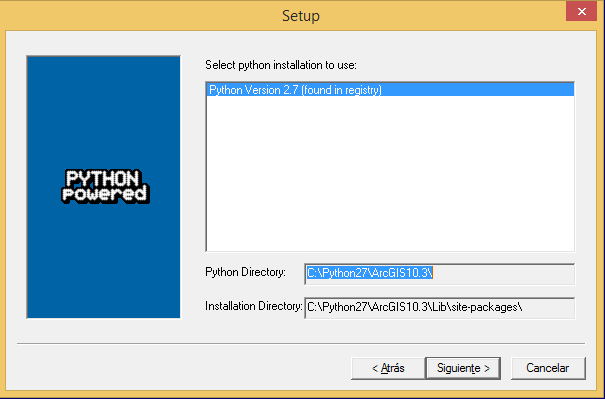 Setup
Select python installation to use:
Python Version 2.7 (found in registry)
PYTHON
powered
Python Directory: C:\Python27\ArcGIS10.3\
Installation Directory: C:\Python27\ArcGIS10.3\Lib\site-packages\
< Atrás Siguiente > Cancelar